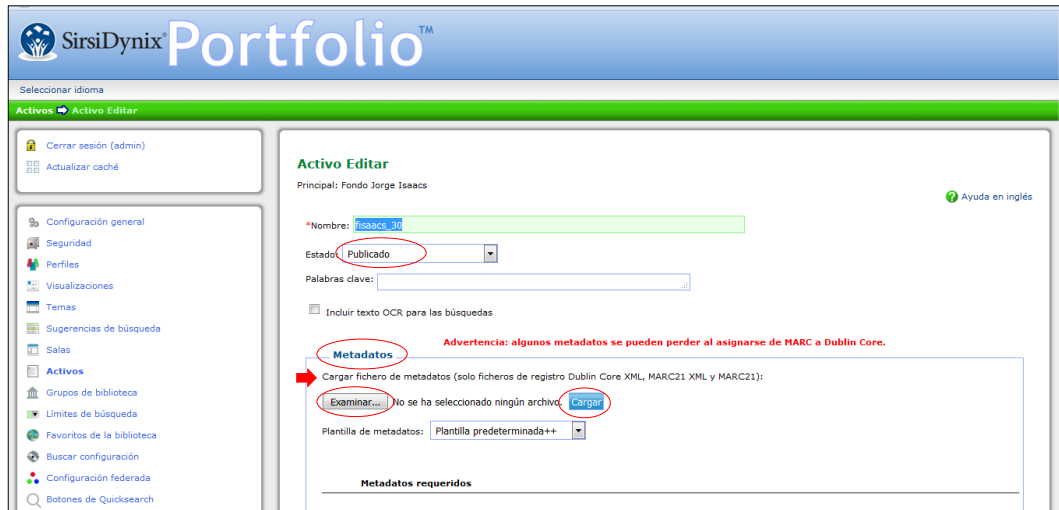 SirsiDynix® Portfolio™
Seleccionar idioma
Activos Activo Editar
Cerrar sesión (admin)
Actualizar caché
Configuración general
Seguridad
Perfiles
Visualizaciones
Temas
Sugerencias de búsqueda
Salas
Activos
Grupos de biblioteca
Límites de búsqueda
Favoritos de la biblioteca
Buscar configuración
Configuración federada
Botones de Quicksearch
Activo Editar
Principal: Fondo Jorge Isaacs
Ayuda en inglés
*Nombre: fisaacs_30
Estado: Publicado
Palabras clave:
Incluir texto OCR para las búsquedas
Advertencia: algunos metadatos se pueden perder al asignarse de MARC a Dublin Core.
Metadatos
Cargar fichero de metadatos (solo ficheros de registro Dublin Core XML, MARC21 XML y MARC21):
Examinar... No se ha seleccionado ningún archivo. Cargar
Plantilla de metadatos: Plantilla predeterminada++
Metadatos requeridos